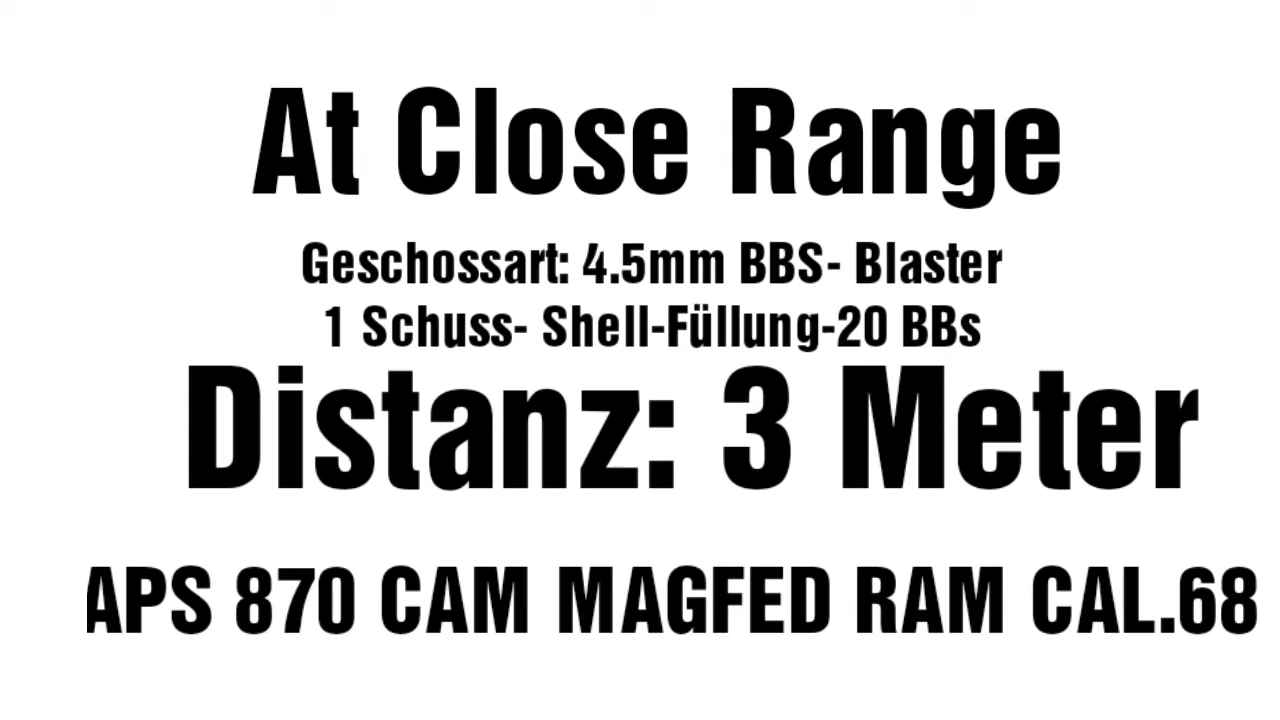 At Close Range
Geschossart: 4.5mm BBS- Blaster
1 Schuss- Shell-Füllung-20 BBs
Distanz: 3 Meter
APS 870 CAM MAGFED RAM CAL.68